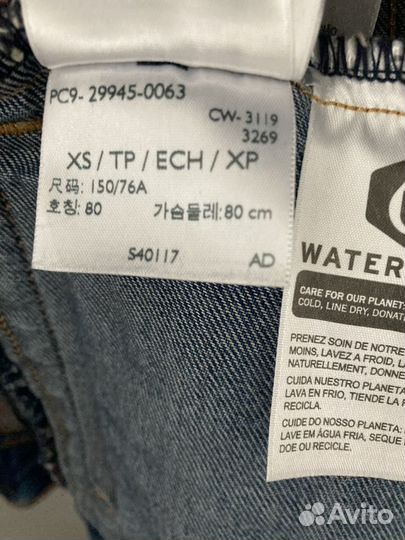 PC9- 29945-0063
CW-3119
3269
XS / TP / ECH / XP
尺码: 150/76A
호칭: 80 가슴둘레: 80 cm
S40117 AD
WATER
CARE FOR OUR PLANET:
COLD, LINE DRY, DONAT
PRENEZ SOIN DE NOTRE
MOINS, LAVEZ A FROID, LA
NATURELLEMENT, DONNE
CUIDA NUESTRO PLANETA
LAVA EN FRIO, TIENDE LA R
RECICLA.
CUIDE DO NOSSO PLANETA: A
LAVE EM ÁGUA FRIA, SEQUE
DOE OU RECICLE.
Avito